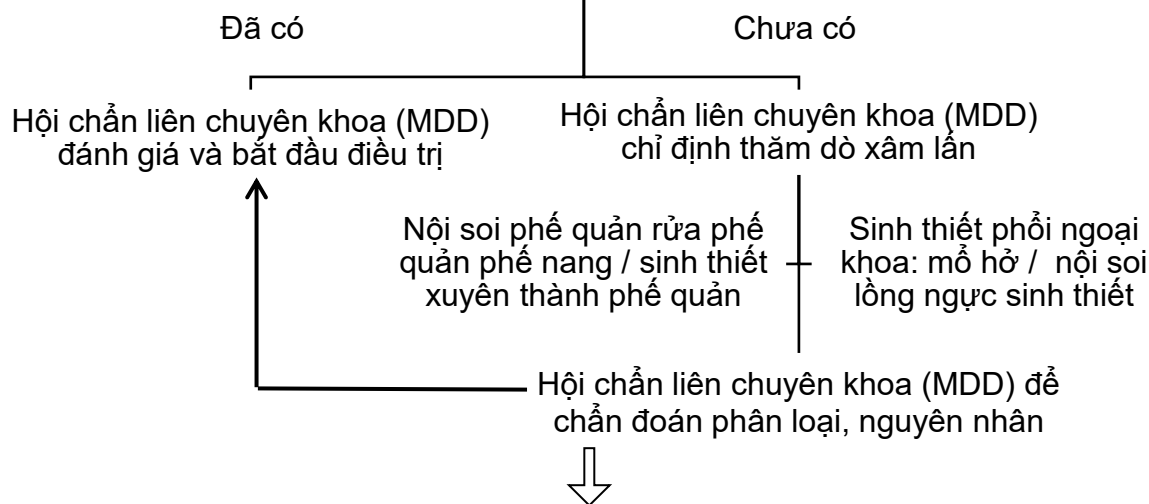 Đã có
Chưa có
Hội chẩn liên chuyên khoa (MDD)
đánh giá và bắt đầu điều trị
Hội chẩn liên chuyên khoa (MDD)
chỉ định thăm dò xâm lấn
Nội soi phế quản rửa phế
quản phế nang / sinh thiết
xuyên thành phế quản
Sinh thiết phổi ngoại
khoa: mổ hở / nội soi
lồng ngực sinh thiết
Hội chẩn liên chuyên khoa (MDD) để
chẩn đoán phân loại, nguyên nhân